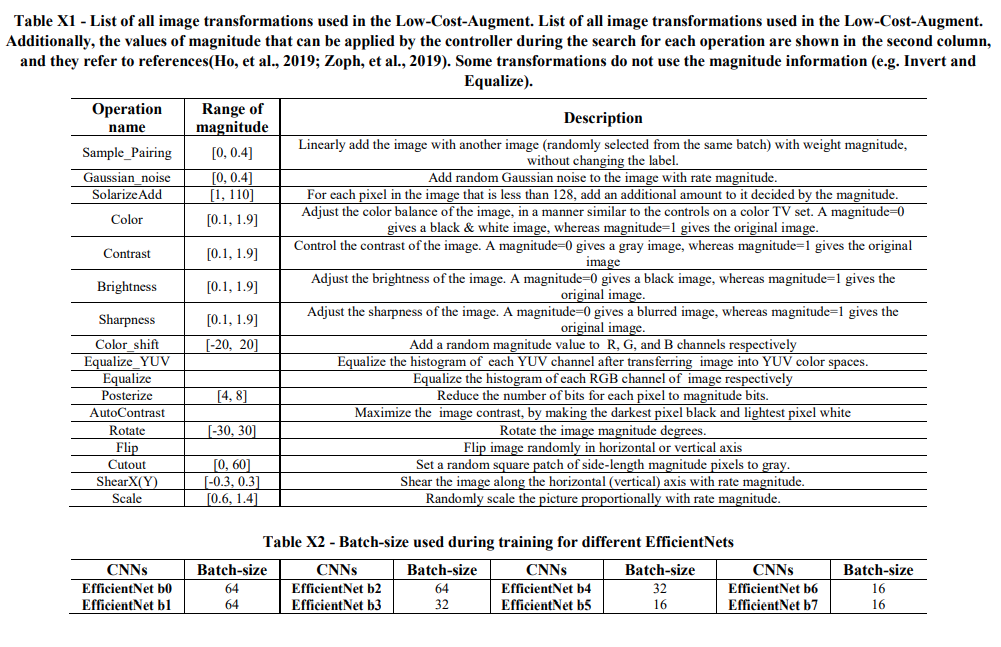 Table X1 - List of all image transformations used in the Low-Cost-Augment. List of all image transformations used in the Low-Cost-Augment.
Additionally, the values of magnitude that can be applied by the controller during the search for each operation are shown in the second column,
and they refer to references(Ho, et al., 2019; Zoph, et al., 2019). Some transformations do not use the magnitude information (e.g. Invert and
Equalize).
Operation name Range of magnitude Description
Sample_Pairing [0, 0.4] Linearly add the image with another image (randomly selected from the same batch) with weight magnitude,
without changing the label.
Gaussian_noise [0, 0.4] Add random Gaussian noise to the image with rate magnitude.
SolarizeAdd [1, 110] For each pixel in the image that is less than 128, add an additional amount to it decided by the magnitude.
Color [0.1, 1.9] Adjust the color balance of the image, in a manner similar to the controls on a color TV set. A magnitude=0
gives a black & white image, whereas magnitude=1 gives the original image.
Contrast [0.1, 1.9] Control the contrast of the image. A magnitude=0 gives a gray image, whereas magnitude=1 gives the original
image
Brightness [0.1, 1.9] Adjust the brightness of the image. A magnitude=0 gives a black image, whereas magnitude=1 gives the
original image.
Sharpness [0.1, 1.9] Adjust the sharpness of the image. A magnitude=0 gives a blurred image, whereas magnitude=1 gives the
original image.
Color_shift [-20, 20] Add a random magnitude value to R, G, and B channels respectively
Equalize_YUV Equalize the histogram of each YUV channel after transferring image into YUV color spaces.
Equalize Equalize the histogram of each RGB channel of image respectively
Posterize [4, 8] Reduce the number of bits for each pixel to magnitude bits.
AutoContrast Maximize the image contrast, by making the darkest pixel black and lightest pixel white
Rotate [-30, 30] Rotate the image magnitude degrees.
Flip Flip image randomly in horizontal or vertical axis
Cutout [0, 60] Set a random square patch of side-length magnitude pixels to gray.
ShearX(Y) [-0.3, 0.3] Shear the image along the horizontal (vertical) axis with rate magnitude.
Scale [0.6, 1.4] Randomly scale the picture proportionally with rate magnitude.
Table X2 - Batch-size used during training for different EfficientNets
CNNs Batch-size CNNs Batch-size CNNs Batch-size CNNs Batch-size
EfficientNet b0 64 EfficientNet b2 64 EfficientNet b4 32 EfficientNet b6 16
EfficientNet b1 64 EfficientNet b3 32 EfficientNet b5 16 EfficientNet b7 16